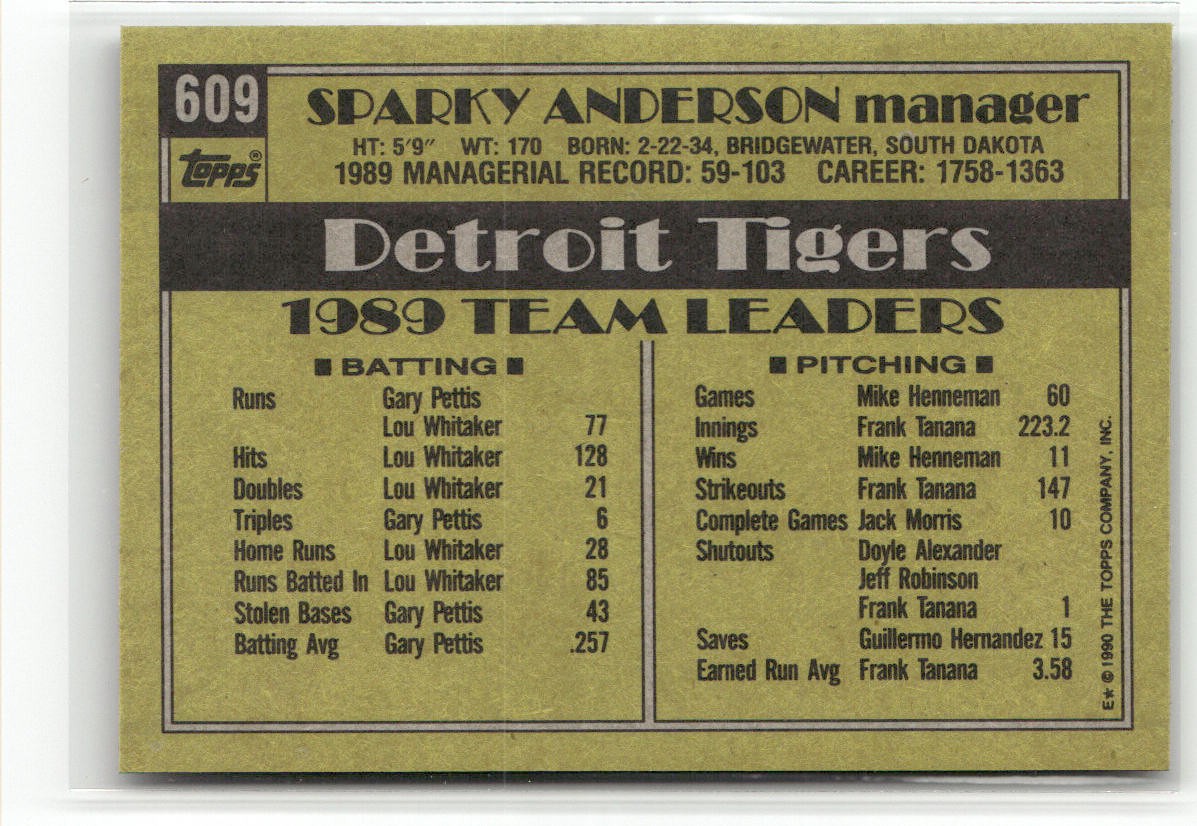 609
topps®
SPARKY ANDERSON manager
HT: 5'9" WT: 170 BORN: 2-22-34, BRIDGEWATER, SOUTH DAKOTA
1989 MANAGERIAL RECORD: 59-103 CAREER: 1758-1363
Detroit Tigers
1989 TEAM LEADERS
BATTING
Runs Gary Pettis
Lou Whitaker 77
Hits Lou Whitaker 128
Doubles Lou Whitaker 21
Triples Gary Pettis 6
Home Runs Lou Whitaker 28
Runs Batted In Lou Whitaker 85
Stolen Bases Gary Pettis 43
Batting Avg Gary Pettis .257
PITCHING
Games Mike Henneman 60
Innings Frank Tanana 223.2
Wins Mike Henneman 11
Strikeouts Frank Tanana 147
Complete Games Jack Morris 10
Shutouts Doyle Alexander
Jeff Robinson
Frank Tanana 1
Saves Guillermo Hernandez 15
Earned Run Avg Frank Tanana 3.58
E★ © 1990 THE TOPPS COMPANY, INC.